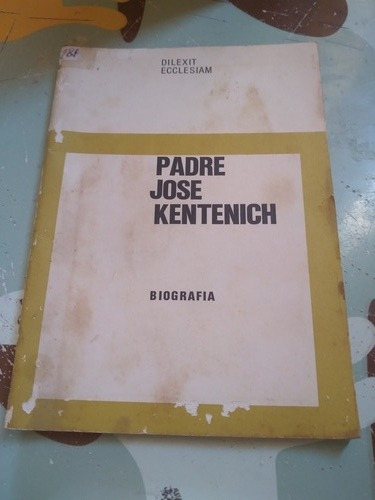 DILEXIT
ECCLESIAM
PADRE
JOSE
KENTENICH
BIOGRAFIA